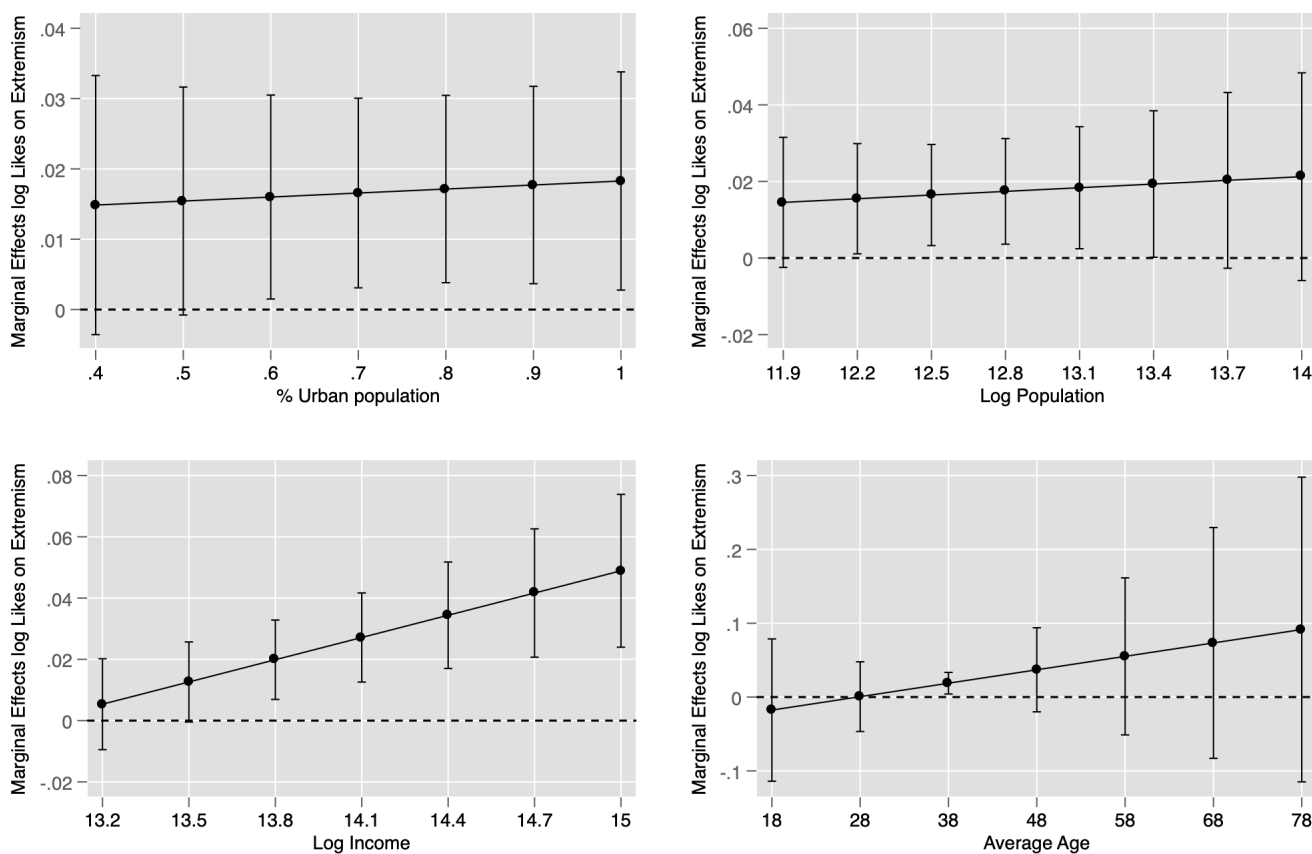 Marginal Effects log Likes on Extremism
.04
.03
.02
.01
0
.4 .5 .6 .7 .8 .9 1
% Urban population
Marginal Effects log Likes on Extremism
.06
.04
.02
0
-.02
11.9 12.2 12.5 12.8 13.1 13.4 13.7 14
Log Population
Marginal Effects log Likes on Extremism
.08
.06
.04
.02
0
-.02
13.2 13.5 13.8 14.1 14.4 14.7 15
Log Income
Marginal Effects log Likes on Extremism
.3
.2
.1
0
-.1
18 28 38 48 58 68 78
Average Age